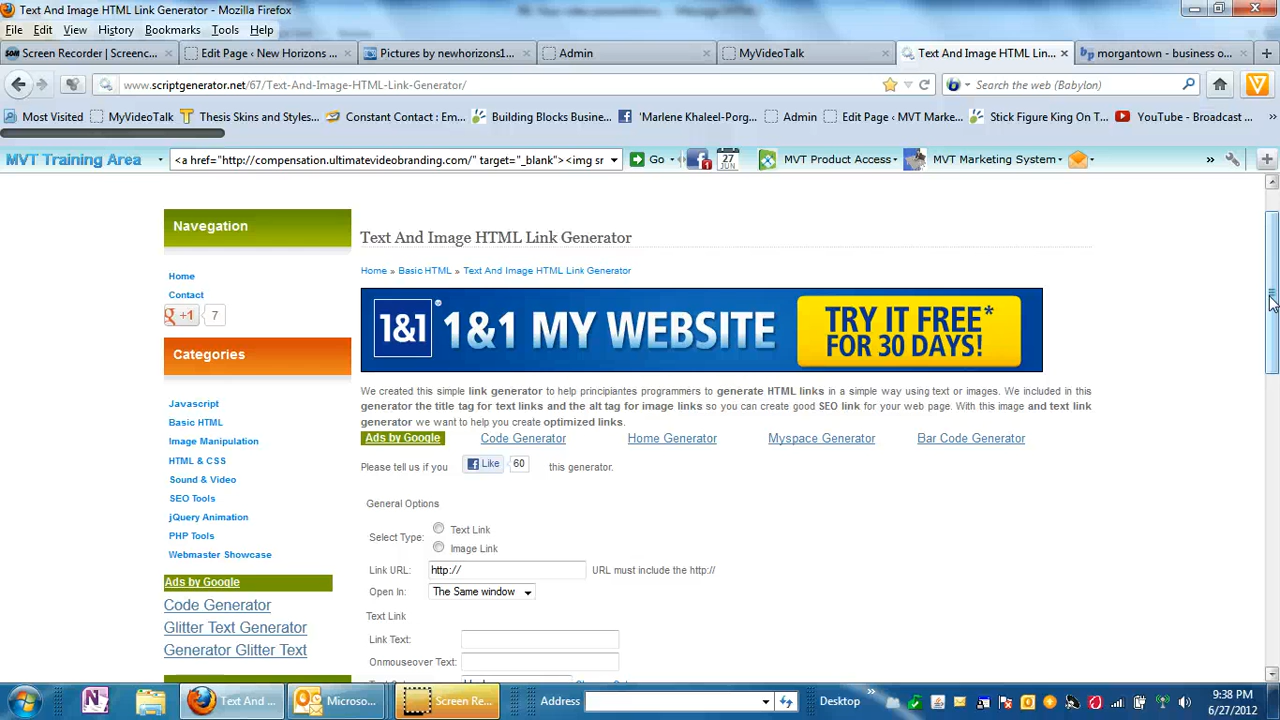 Text And Image HTML Link Generator - Mozilla Firefox
File Edit View History Bookmarks Tools Help
Screen Recorder | Screenc... Edit Page ‹ New Horizons ... Pictures by newhorizons1... Admin MyVideoTalk Text And Image HTML Lin... morgantown - business o...
www.scriptgenerator.net/67/Text-And-Image-HTML-Link-Generator/ Search the web (Babylon)
Most Visited MyVideoTalk Thesis Skins and Styles... Constant Contact : Em... Building Blocks Busine... 'Marlene Khaleel-Porg... Admin Edit Page ‹ MVT Marke... Stick Figure King On T... YouTube - Broadcast ...
MVT Training Area <a href="http://compensation.ultimatevideobranding.com/" target="_blank"><img sr Go 1 27 JUN MVT Product Access MVT Marketing System
Navegation
Home
Contact
+1 7
Categories
Javascript
Basic HTML
Image Manipulation
HTML & CSS
Sound & Video
SEO Tools
jQuery Animation
PHP Tools
Webmaster Showcase
Ads by Google
Code Generator
Glitter Text Generator
Generator Glitter Text
Text And Image HTML Link Generator
Home » Basic HTML » Text And Image HTML Link Generator
1&1® 1&1 MY WEBSITE TRY IT FREE*
FOR 30 DAYS!
We created this simple link generator to help principiantes programmers to generate HTML links in a simple way using text or images. We included in this
generator the title tag for text links and the alt tag for image links so you can create good SEO link for your web page. With this image and text link
generator we want to help you create optimized links.
Ads by Google Code Generator Home Generator Myspace Generator Bar Code Generator
Please tell us if you Like 60 this generator.
General Options
Select Type: Text Link
Image Link
Link URL: http:// URL must include the http://
Open In: The Same window
Text Link
Link Text:
Onmouseover Text:
Text And ... Microso... Screen Re... Address Desktop 9:38 PM
6/27/2012